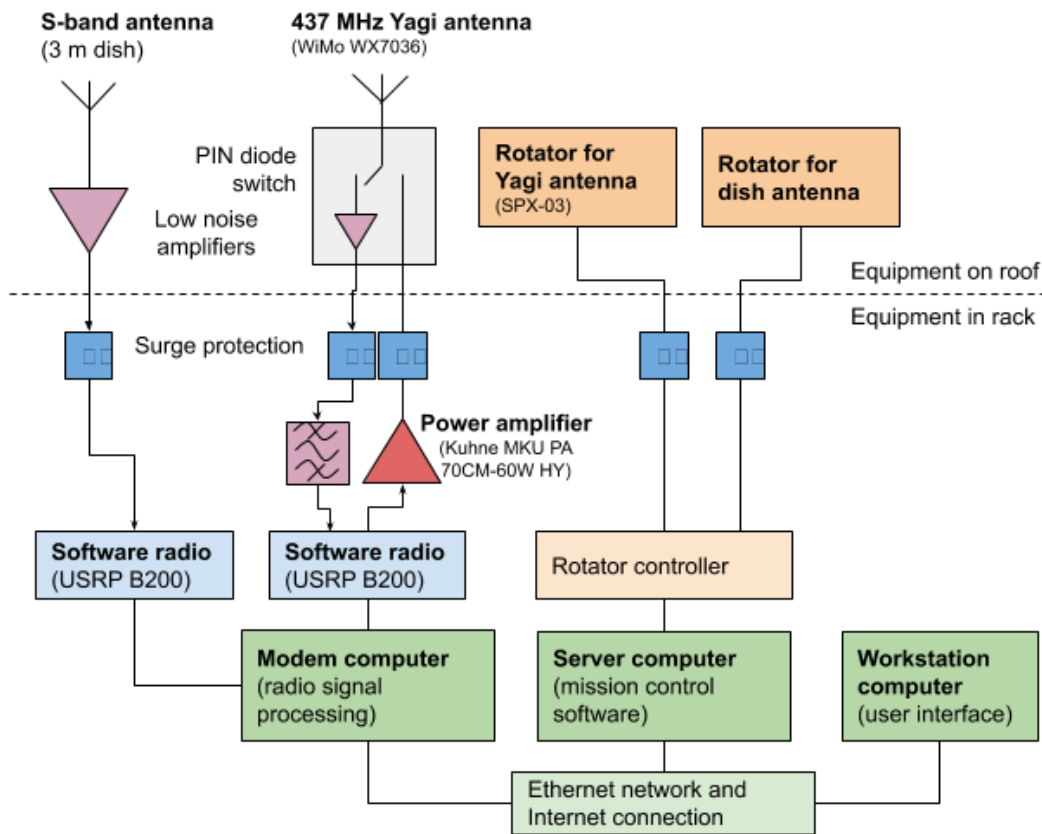 S-band antenna
(3 m dish)
437 MHz Yagi antenna
(WiMo WX7036)
PIN diode
switch
Low noise
amplifiers
Rotator for
Yagi antenna
(SPX-03)
Rotator for
dish antenna
Equipment on roof
Equipment in rack
Surge protection
Power amplifier
(Kuhne MKU PA
70CM-60W HY)
Software radio
(USRP B200)
Software radio
(USRP B200)
Rotator controller
Modem computer
(radio signal
processing)
Server computer
(mission control
software)
Workstation
computer
(user interface)
Ethernet network and
Internet connection